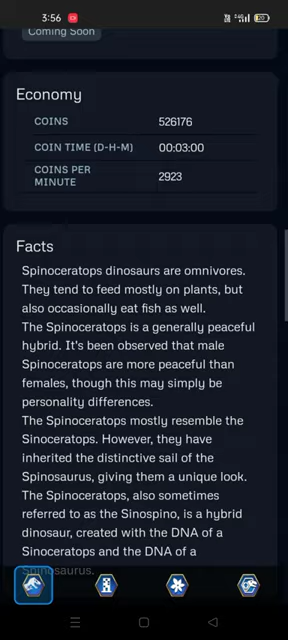 3:56
20
Coming Soon
Economy
COINS 526176
COIN TIME (D-H-M) 00:03:00
COINS PER
MINUTE 2923
Facts
Spinoceratops dinosaurs are omnivores.
They tend to feed mostly on plants, but
also occasionally eat fish as well.
The Spinoceratops is a generally peaceful
hybrid. It's been observed that male
Spinoceratops are more peaceful than
females, though this may simply be
personality differences.
The Spinoceratops mostly resemble the
Sinoceratops. However, they have
inherited the distinctive sail of the
Spinosaurus, giving them a unique look.
The Spinoceratops, also sometimes
referred to as the Sinospino, is a hybrid
dinosaur, created with the DNA of a
Sinoceratops and the DNA of a
Spinosaurus.